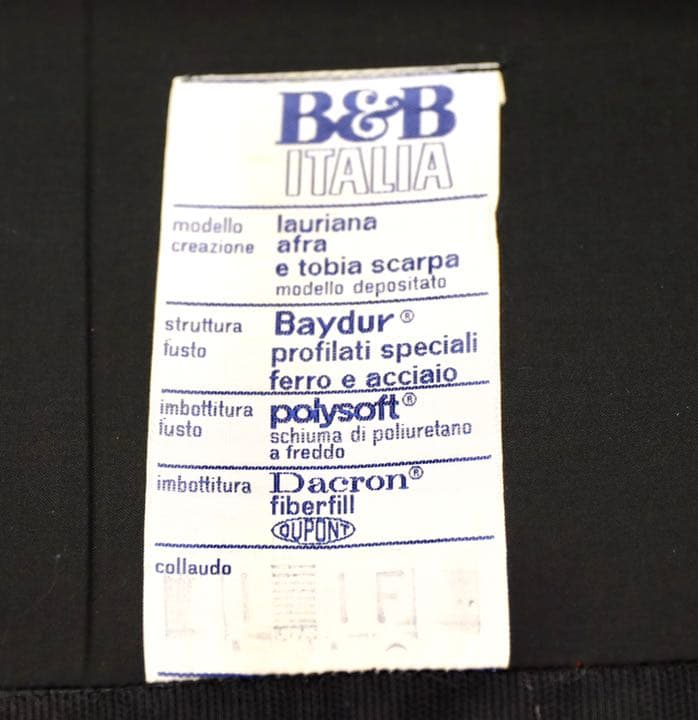 B&B
ITALIA
modello lauriana
creazione afra
e tobia scarpa
modello depositato
struttura Baydur®
fusto profilati speciali
ferro e acciaio
imbottitura polysoft®
fusto schiuma di poliuretano
a freddo
imbottitura Dacron®
fiberfill
DUPONT
collaudo